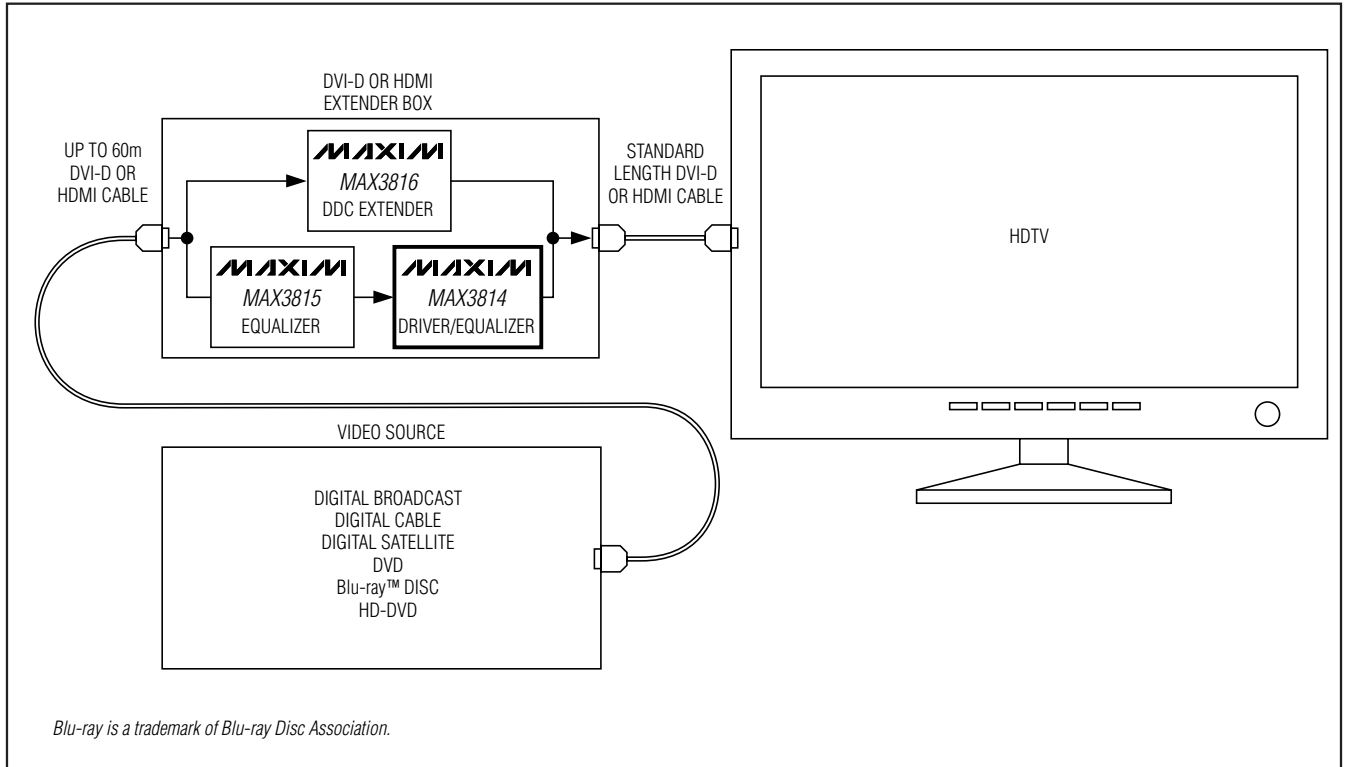 DVI-D OR HDMI
EXTENDER BOX
UP TO 60m
DVI-D OR
HDMI CABLE
MAXIM
MAX3816
DDC EXTENDER
MAXIM
MAX3815
EQUALIZER
MAXIM
MAX3814
DRIVER/EQUALIZER
STANDARD
LENGTH DVI-D
OR HDMI CABLE
HDTV
VIDEO SOURCE
DIGITAL BROADCAST
DIGITAL CABLE
DIGITAL SATELLITE
DVD
Blu-ray™ DISC
HD-DVD
Blu-ray is a trademark of Blu-ray Disc Association.